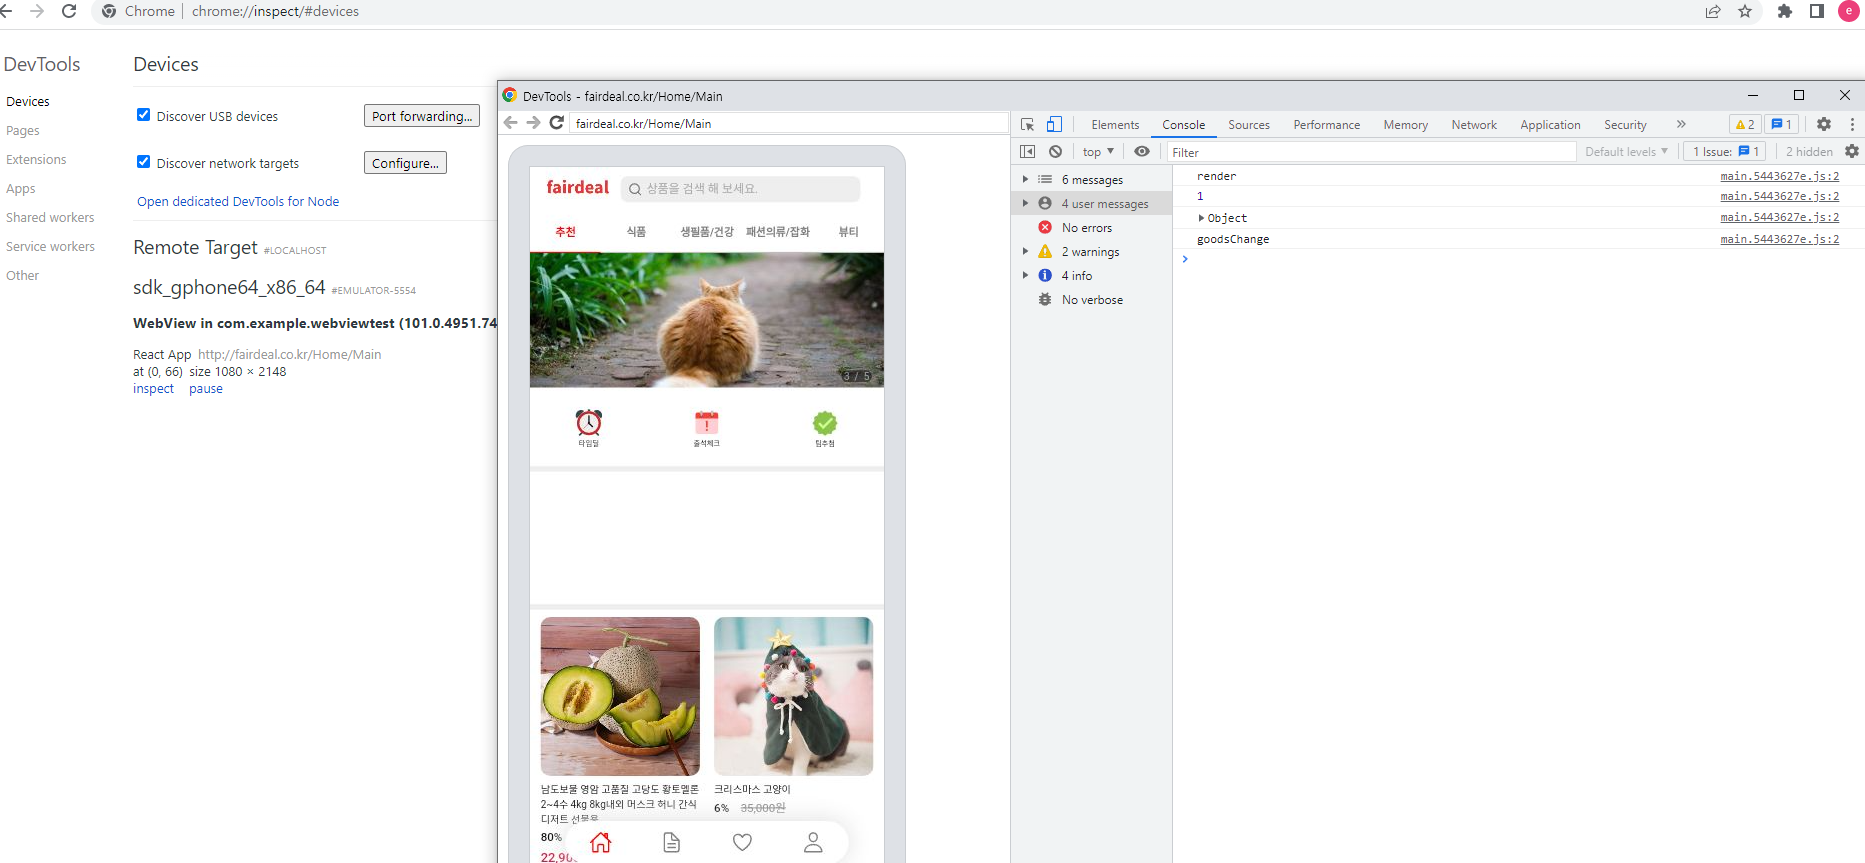 Chrome | chrome://inspect/#devices
e
DevTools
Devices
Pages
Extensions
Apps
Shared workers
Service workers
Other
Devices
Discover USB devices
Port forwarding...
Discover network targets
Configure...
Open dedicated DevTools for Node
Remote Target #LOCALHOST
sdk_gphone64_x86_64 #EMULATOR-5554
WebView in com.example.webviewtest (101.0.4951.74
React App http://fairdeal.co.kr/Home/Main
at (0, 66) size 1080 × 2148
inspect pause
DevTools - fairdeal.co.kr/Home/Main
fairdeal.co.kr/Home/Main
fairdeal
상품을 검색 해 보세요.
추천 식품 생필품/건강 패션의류/잡화 뷰티
3 / 5
타임딜 출석체크 팀추첨
남도보물 영암 고품질 고당도 황토멜론
2~4수 4kg 8kg내외 머스크 허니 간식
디저트 선물용
80%
22,90
크리스마스 고양이
6% 35,000원
Elements Console Sources Performance Memory Network Application Security » 2 1
top Filter Default levels 1 Issue: 1 2 hidden
6 messages
4 user messages
No errors
2 warnings
4 info
No verbose
render main.5443627e.js:2
1 main.5443627e.js:2
Object main.5443627e.js:2
goodsChange main.5443627e.js:2